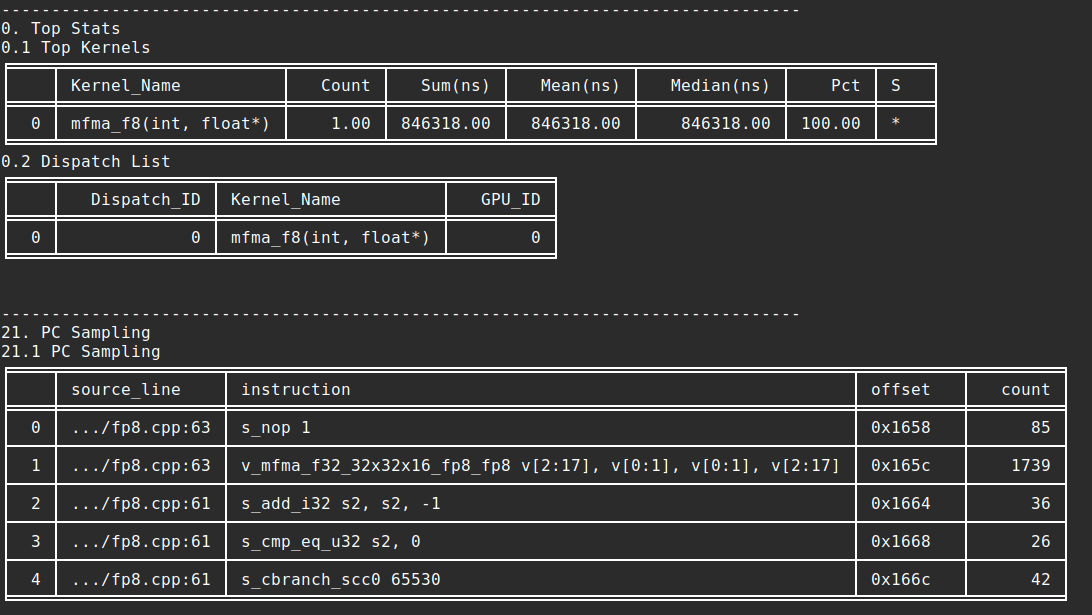 --------------------------------------------------------------------------------
0. Top Stats
0.1 Top Kernels
Kernel_Name Count Sum(ns) Mean(ns) Median(ns) Pct S
0 mfma_f8(int, float*) 1.00 846318.00 846318.00 846318.00 100.00 *
0.2 Dispatch List
Dispatch_ID Kernel_Name GPU_ID
0 0 mfma_f8(int, float*) 0
--------------------------------------------------------------------------------
21. PC Sampling
21.1 PC Sampling
source_line instruction offset count
0 .../fp8.cpp:63 s_nop 1 0x1658 85
1 .../fp8.cpp:63 v_mfma_f32_32x32x16_fp8_fp8 v[2:17], v[0:1], v[0:1], v[2:17] 0x165c 1739
2 .../fp8.cpp:61 s_add_i32 s2, s2, -1 0x1664 36
3 .../fp8.cpp:61 s_cmp_eq_u32 s2, 0 0x1668 26
4 .../fp8.cpp:61 s_cbranch_scc0 65530 0x166c 42